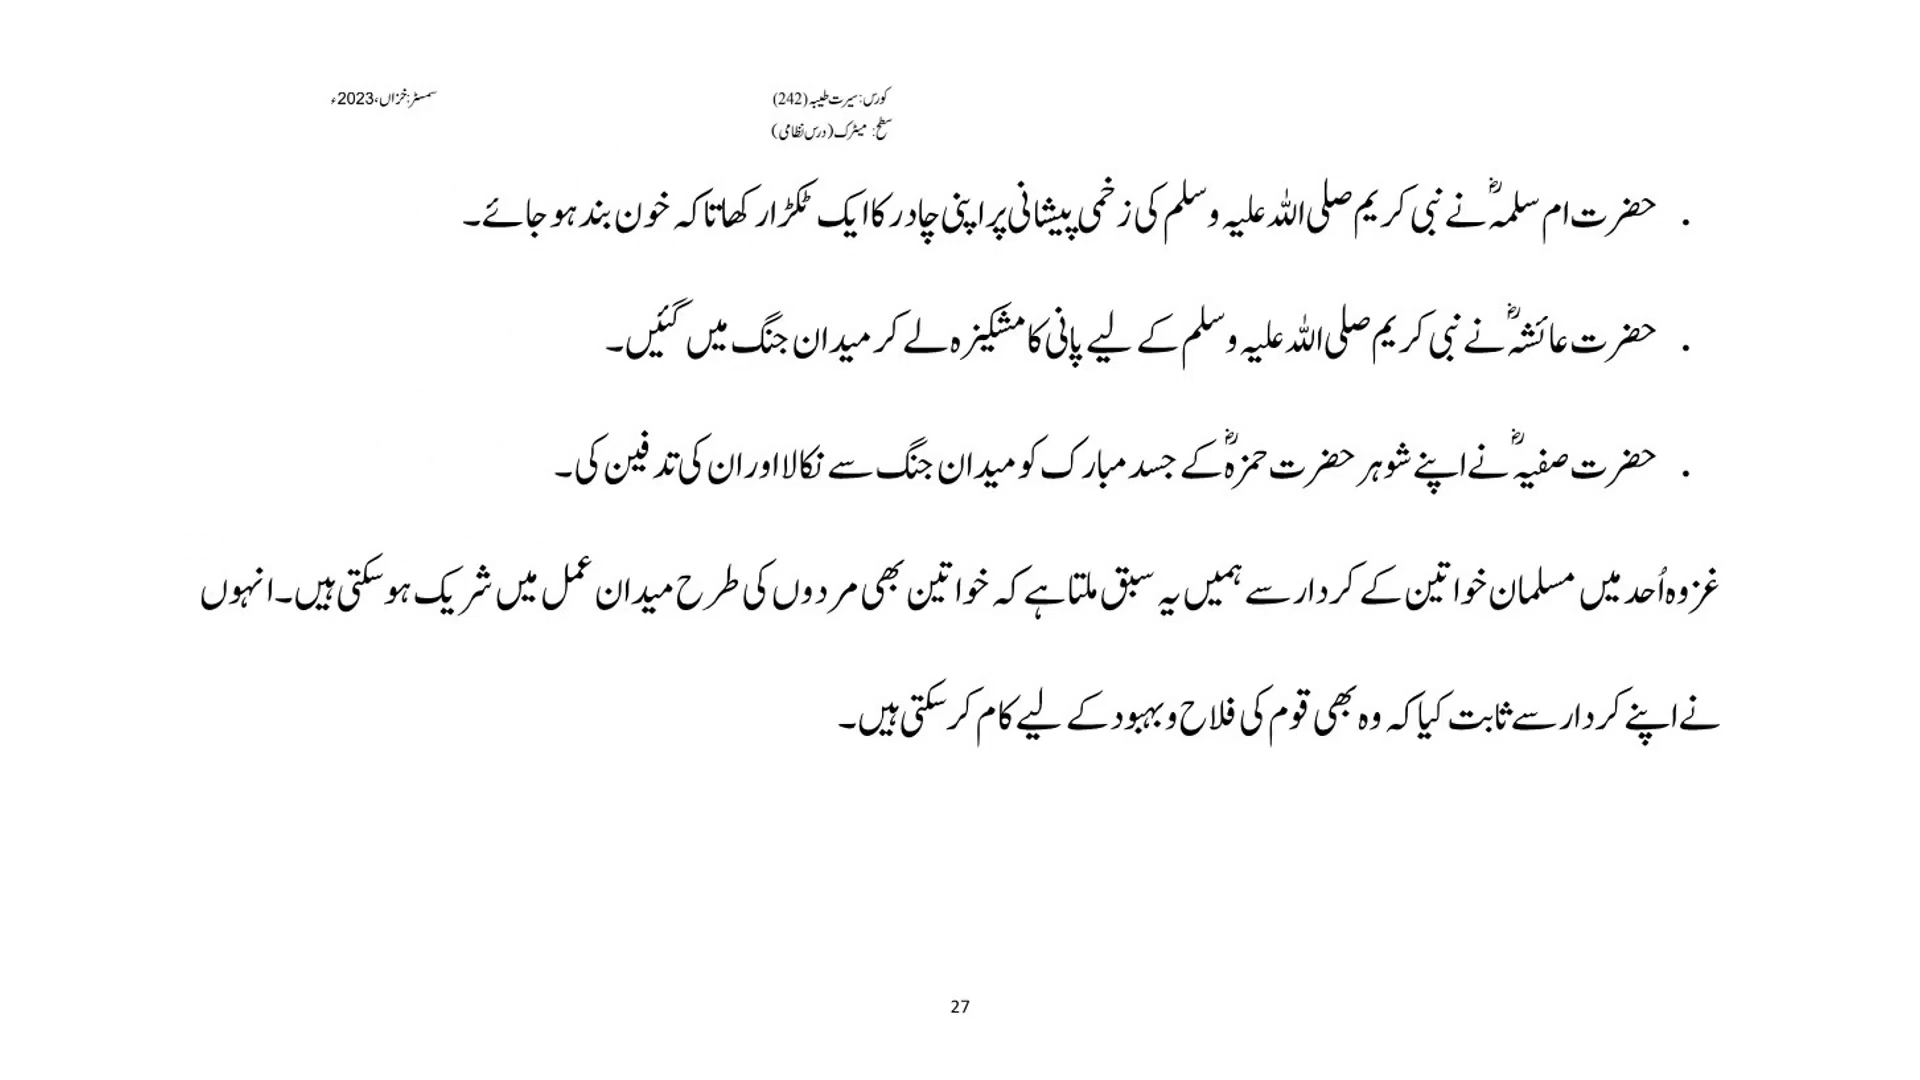 کورس: سیرت طیبہ (242) سمسٹر: خزاں، 2023ء
سطح: میٹرک (درس نظامی)
. حضرت ام سلمہؓ نے نبی کریم صلی اللہ علیہ وسلم کی زخمی پیشانی پر اپنی چادر کا ایک ٹکڑا رکھا تاکہ خون بند ہو جائے۔
. حضرت عائشہؓ نے نبی کریم صلی اللہ علیہ وسلم کے لیے پانی کا مشکیزہ لے کر میدان جنگ میں گئیں۔
. حضرت صفیہؓ نے اپنے شوہر حضرت حمزہؓ کے جسد مبارک کو میدان جنگ سے نکالا اور ان کی تدفین کی۔
غزوہ اُحد میں مسلمان خواتین کے کردار سے ہمیں یہ سبق ملتا ہے کہ خواتین بھی مردوں کی طرح میدان عمل میں شریک ہو سکتی ہیں۔ انہوں
نے اپنے کردار سے ثابت کیا کہ وہ بھی قوم کی فلاح و بہبود کے لیے کام کر سکتی ہیں۔
27